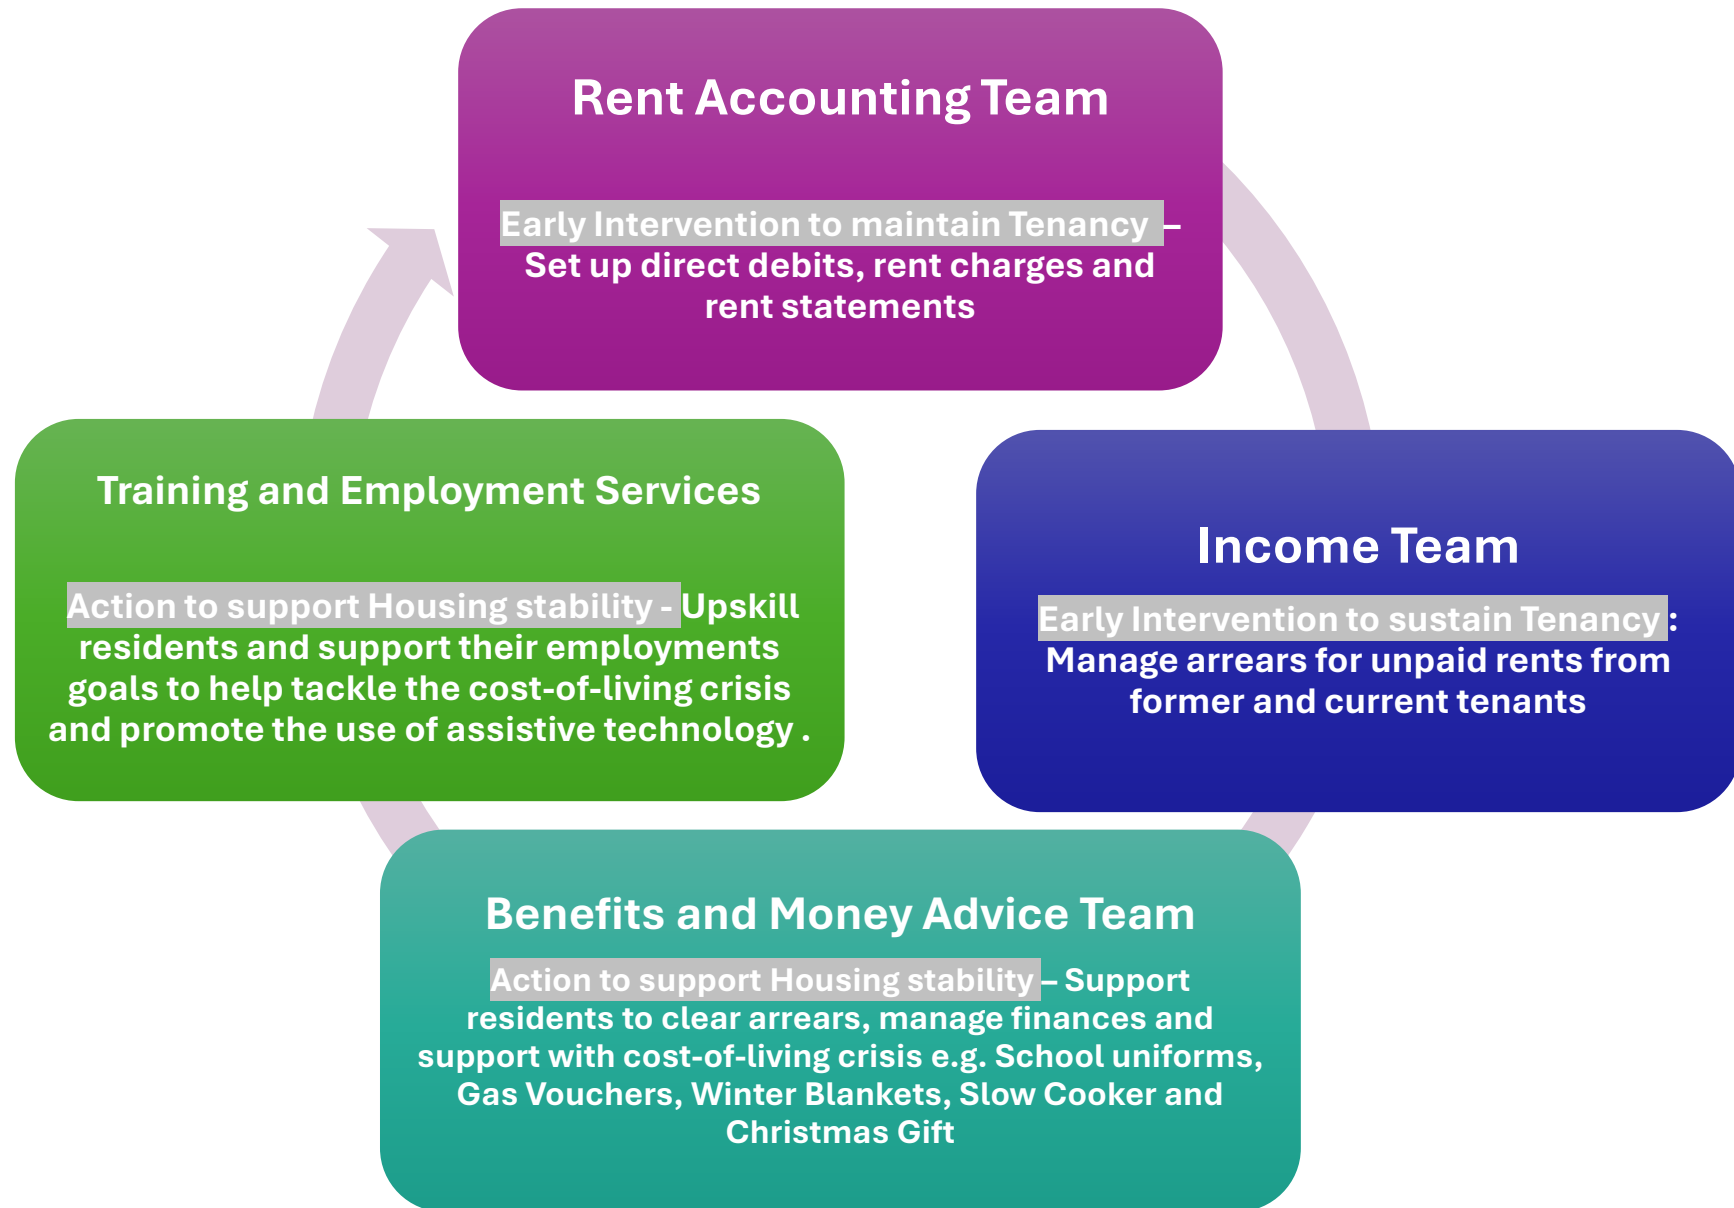 Rent Accounting Team
Early Intervention to maintain Tenancy –
Set up direct debits, rent charges and
rent statements
Training and Employment Services
Action to support Housing stability - Upskill
residents and support their employments
goals to help tackle the cost-of-living crisis
and promote the use of assistive technology .
Income Team
Early Intervention to sustain Tenancy :
Manage arrears for unpaid rents from
former and current tenants
Benefits and Money Advice Team
Action to support Housing stability – Support
residents to clear arrears, manage finances and
support with cost-of-living crisis e.g. School uniforms,
Gas Vouchers, Winter Blankets, Slow Cooker and
Christmas Gift